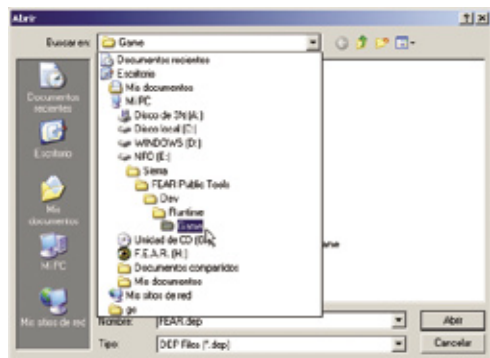 Abrir
Buscar en: Game
Documentos recientes
Escritorio
Mis documentos
Mi PC
Disco de 3½ (A:)
Disco local (C:)
WINDOWS (D:)
NFO (E:)
Sierra
FEAR Public Tools
Dev
Runtime
Game
Unidad de CD (G:)
F.E.A.R. (H:)
Documentos compartidos
Mis documentos
Mis sitios de red
ge
Documentos recientes
Escritorio
Mis documentos
Mi PC
Mis sitios de red
Nombre: FEAR.dep
Abrir
Tipo: DEP Files (*.dep)
Cancelar